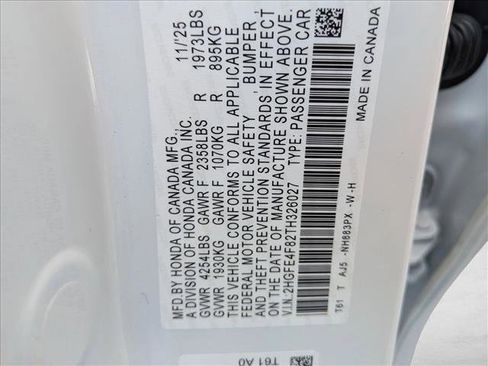 MFD.BY HONDA OF CANADA MFG., 11/25
A DIVISION OF HONDA CANADA INC.
GVWR 4254LBS GAWR F 2358LBS R 1973LBS
GVWR 1930KG GAWR F 1070KG R 895KG
THIS VEHICLE CONFORMS TO ALL APPLICABLE
FEDERAL MOTOR VEHICLE SAFETY , BUMPER ,
AND THEFT PREVENTION STANDARDS IN EFFECT
ON THE DATE OF MANUFACTURE SHOWN ABOVE.
V.I.N.: 2HGFE4F82TH326027 TYPE: PASSENGER CAR
MADE IN CANADA
T61 T AJ5 -NH883PX -W-H
T61 A0